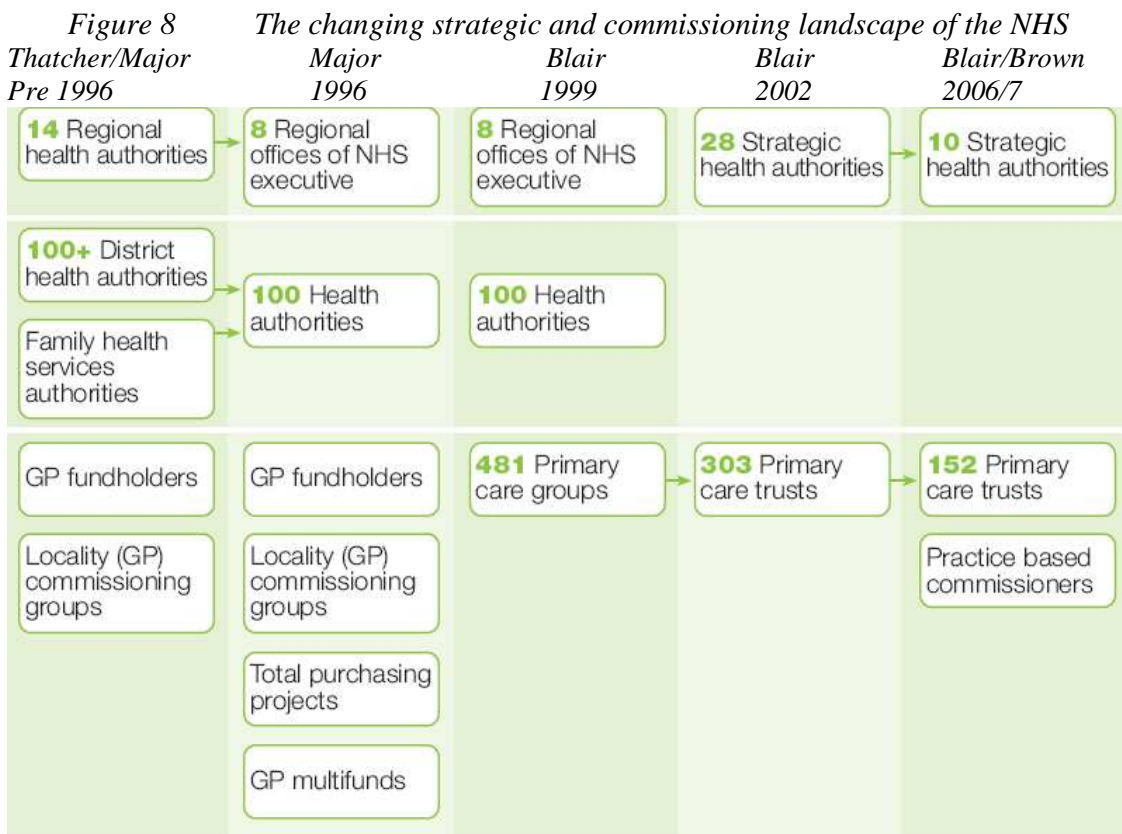 Figure 8 The changing strategic and commissioning landscape of the NHS
Thatcher/Major Major Blair Blair Blair/Brown
Pre 1996 1996 1999 2002 2006/7
14 Regional
health authorities
8 Regional
offices of NHS
executive
8 Regional
offices of NHS
executive
28 Strategic
health authorities
10 Strategic
health authorities
100+ District
health authorities
Family health
services
authorities
100 Health
authorities
100 Health
authorities
GP fundholders
Locality (GP)
commissioning
groups
GP fundholders
Locality (GP)
commissioning
groups
Total purchasing
projects
GP multifunds
481 Primary
care groups
303 Primary
care trusts
152 Primary
care trusts
Practice based
commissioners